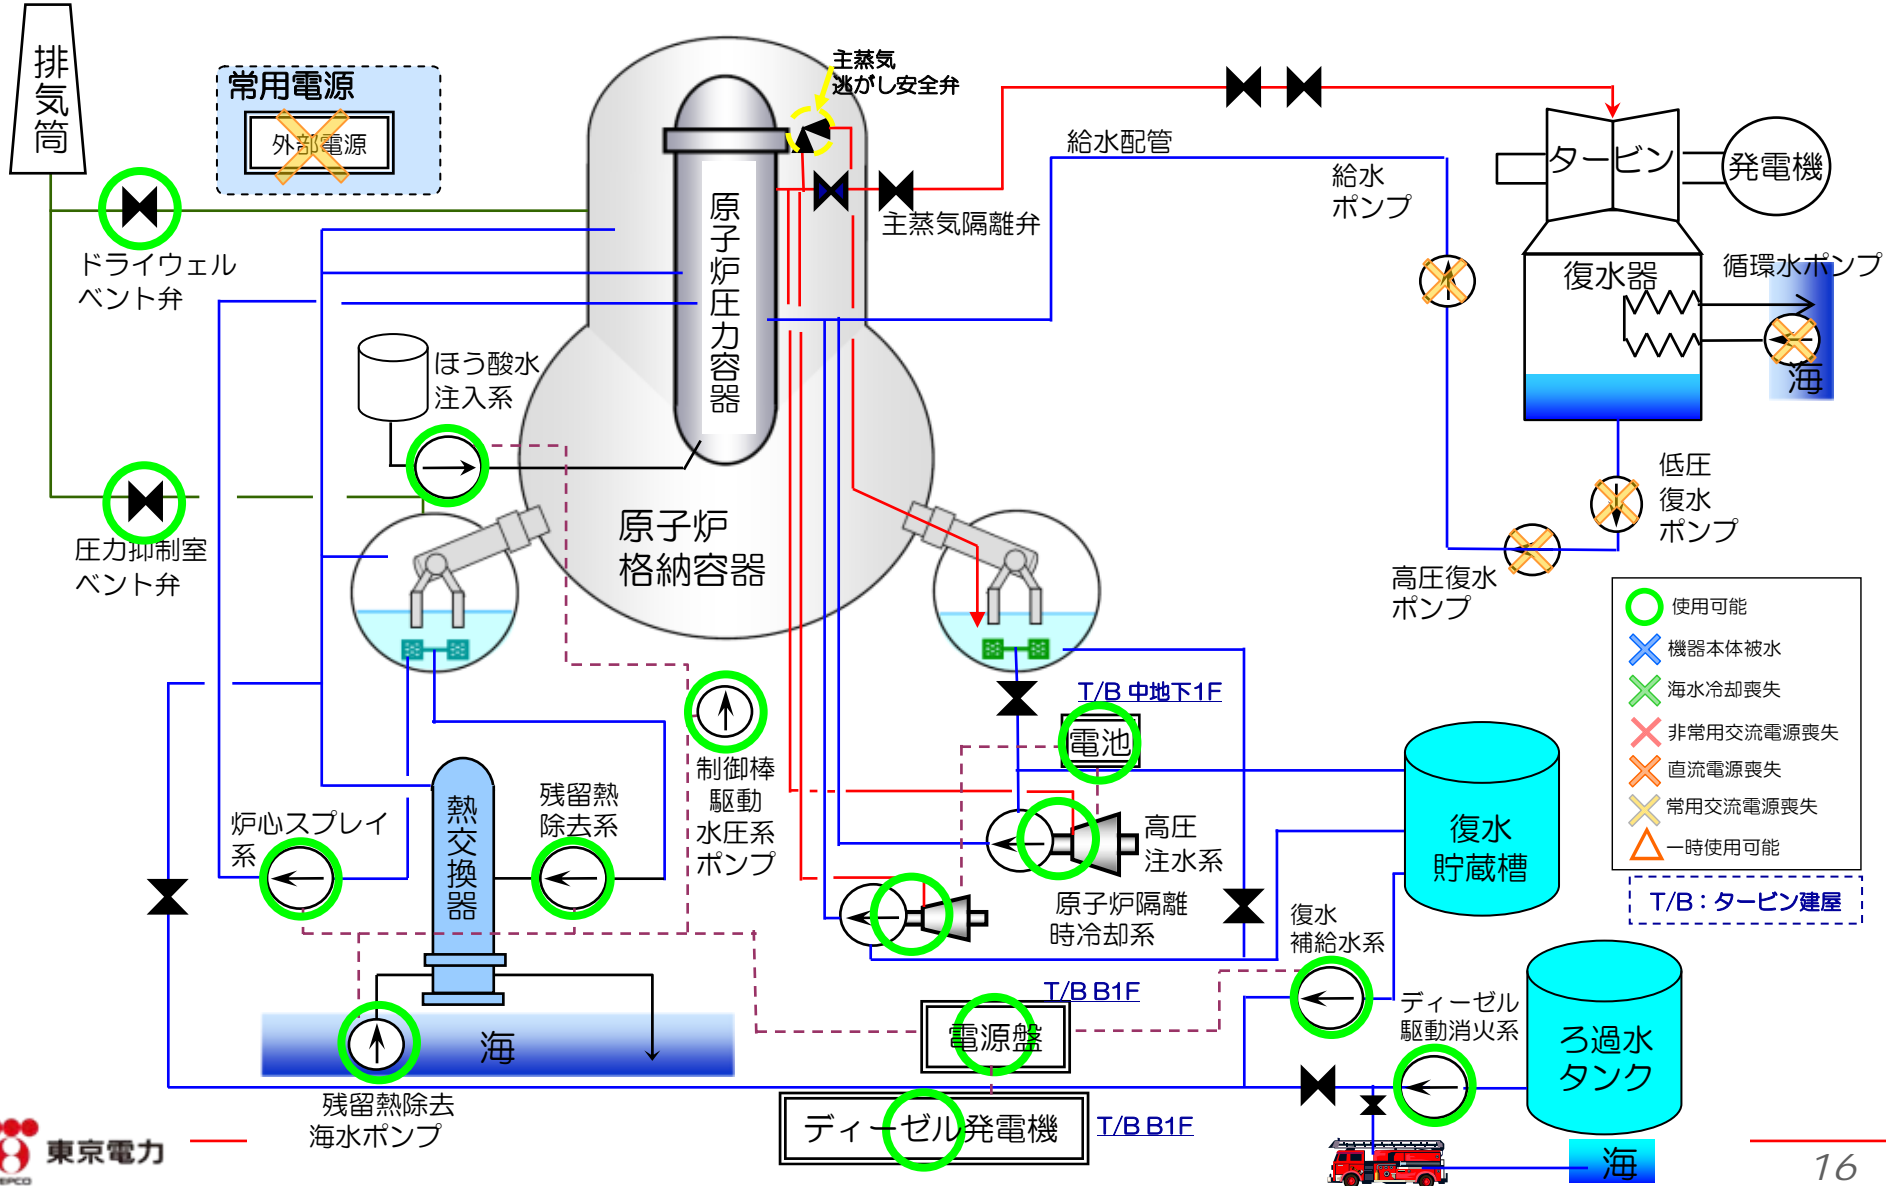 排気筒
常用電源
外部電源
主蒸気
逃がし安全弁
給水配管
給水
ポンプ
タービン
発電機
主蒸気隔離弁
原子炉圧力容器
ドライウェル
ベント弁
復水器
循環水ポンプ
海
ほう酸水
注入系
低圧
復水
ポンプ
高圧復水
ポンプ
原子炉
格納容器
圧力抑制室
ベント弁
使用可能
機器本体被水
海水冷却喪失
非常用交流電源喪失
直流電源喪失
常用交流電源喪失
一時使用可能
T/B：タービン建屋
T/B 中地下1F
電池
制御棒
駆動
水圧系
ポンプ
残留熱
除去系
炉心スプレイ
系
熱交換器
高圧
注水系
原子炉隔離
時冷却系
復水
貯蔵槽
復水
補給水系
T/B B1F
電源盤
ディーゼル
駆動消火系
ろ過水
タンク
海
残留熱除去
海水ポンプ
ディーゼル発電機
T/B B1F
海
東京電力
TEPCO
16